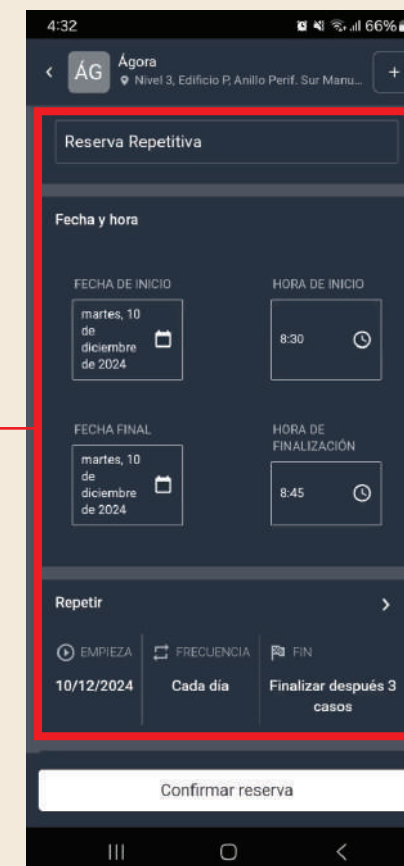 4:32
66%
ÁG
Ágora
Nivel 3, Edificio P, Anillo Perif. Sur Manu...
+
Reserva Repetitiva
Fecha y hora
FECHA DE INICIO
HORA DE INICIO
martes, 10
de
diciembre
de 2024
8:30
FECHA FINAL
HORA DE
FINALIZACIÓN
martes, 10
de
diciembre
de 2024
8:45
Repetir
EMPIEZA
FRECUENCIA
FIN
10/12/2024
Cada día
Finalizar después 3
casos
Confirmar reserva